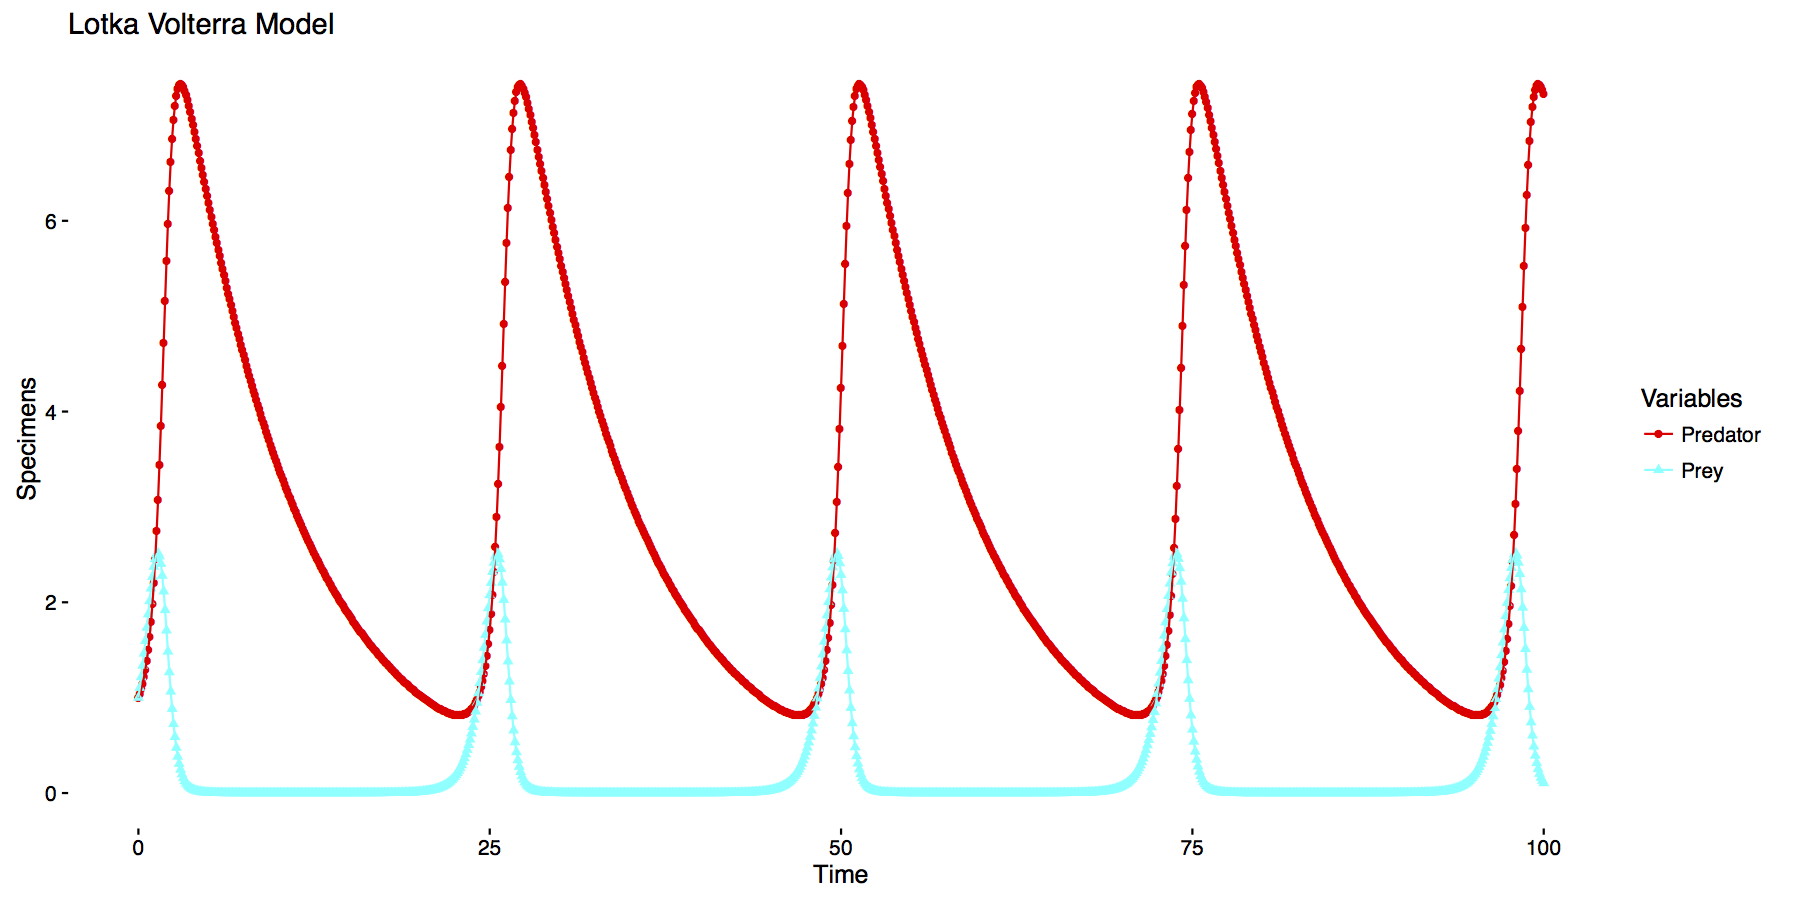 Lotka Volterra Model
Specimens
6
4
2
0
0 25 50 75 100
Time
Variables
Predator
Prey